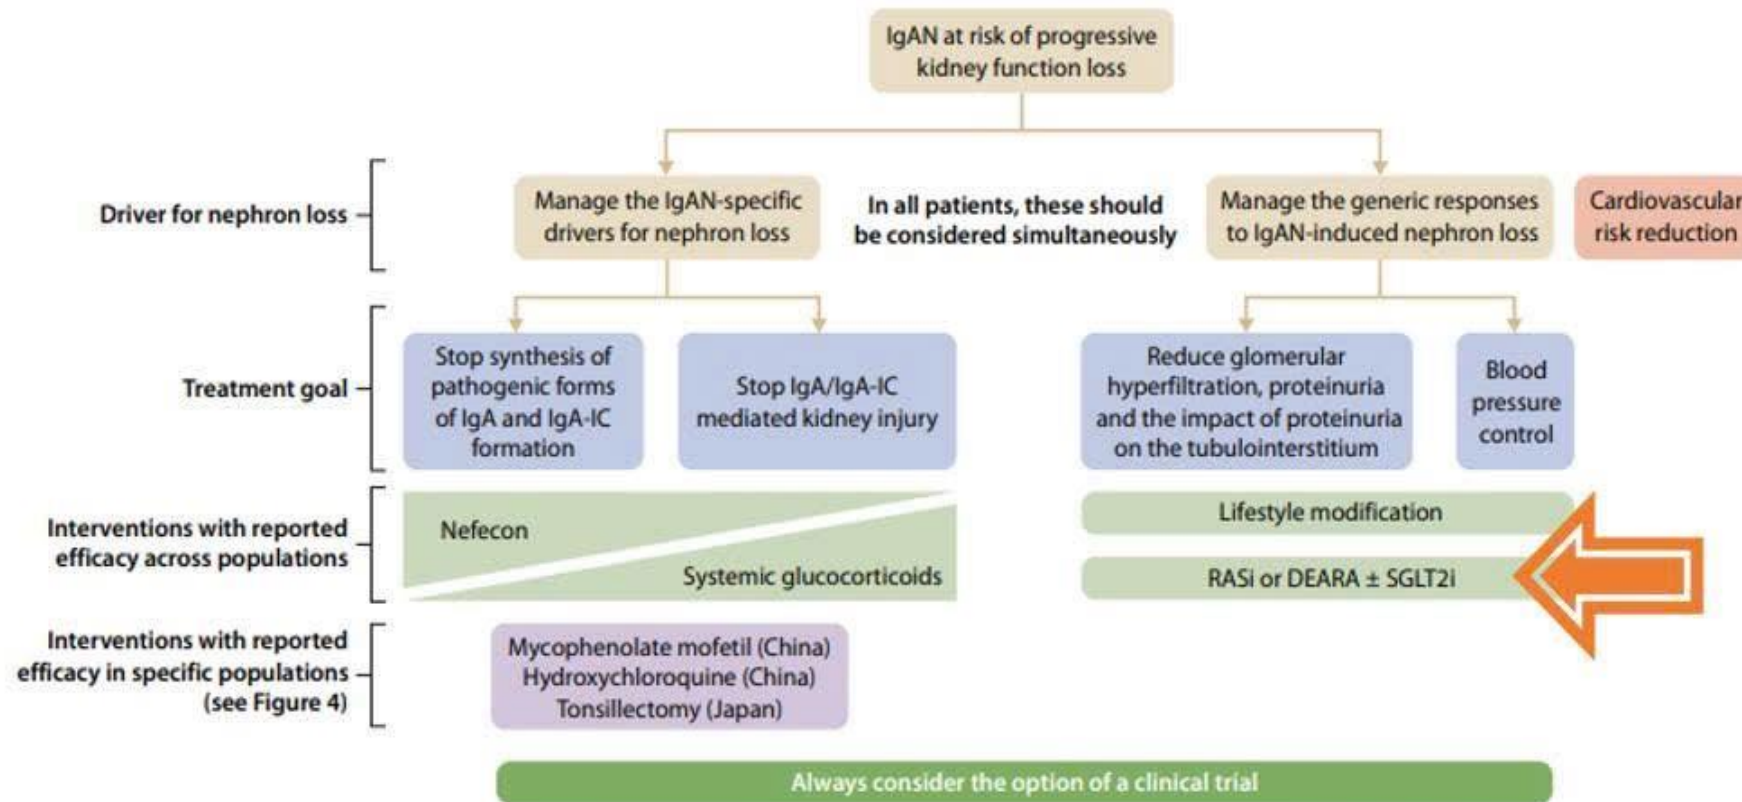 IgAN at risk of progressive
kidney function loss
Driver for nephron loss
Manage the IgAN-specific
drivers for nephron loss
In all patients, these should
be considered simultaneously
Manage the generic responses
to IgAN-induced nephron loss
Cardiovascular
risk reduction
Treatment goal
Stop synthesis of
pathogenic forms
of IgA and IgA-IC
formation
Stop IgA/IgA-IC
mediated kidney injury
Reduce glomerular
hyperfiltration, proteinuria
and the impact of proteinuria
on the tubulointerstitium
Blood
pressure
control
Interventions with reported
efficacy across populations
Nefecon
Systemic glucocorticoids
Lifestyle modification
RASi or DEARA ± SGLT2i
Interventions with reported
efficacy in specific populations
(see Figure 4)
Mycophenolate mofetil (China)
Hydroxychloroquine (China)
Tonsillectomy (Japan)
Always consider the option of a clinical trial